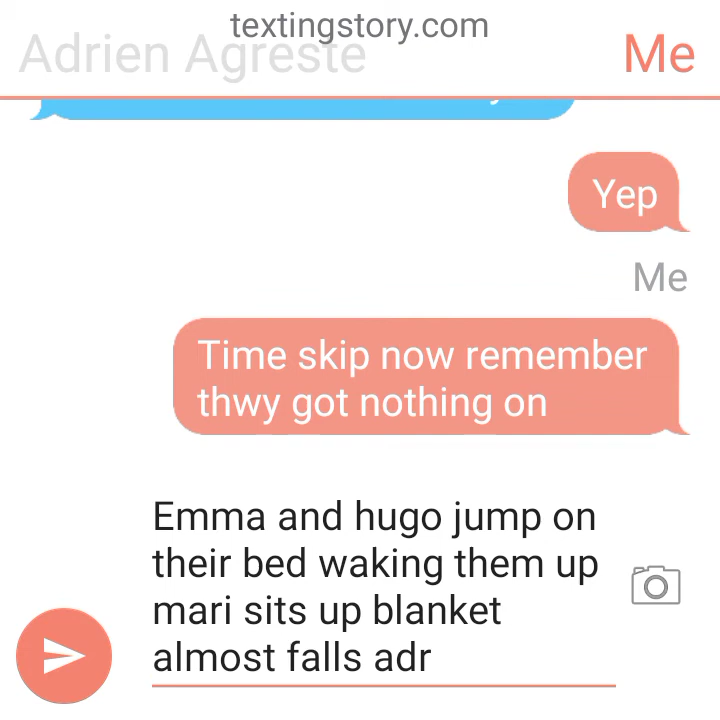 textingstory.com
Adrien Agreste
Me
Yep
Me
Time skip now remember
thwy got nothing on
Emma and hugo jump on
their bed waking them up
mari sits up blanket
almost falls adr